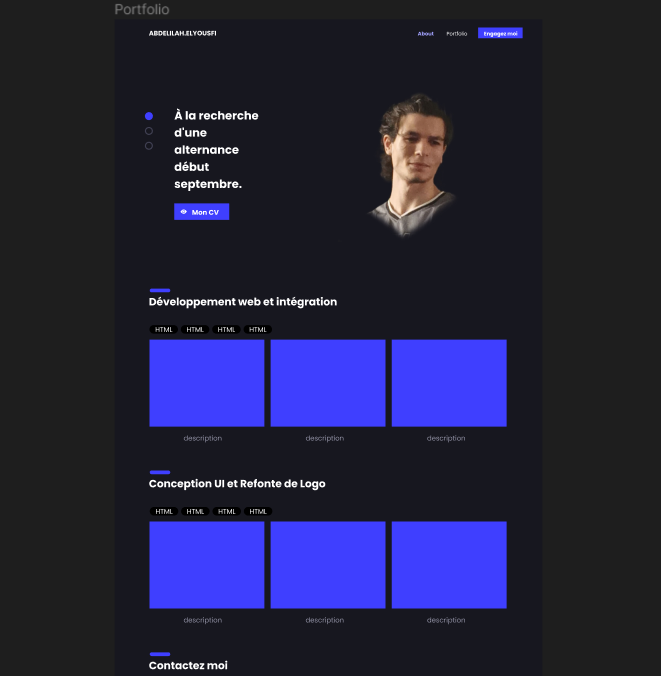 Portfolio
ABDELILAH.ELYOUSFI
About Portfolio Engagez moi
À la recherche
d'une
alternance
début
septembre.
Mon CV
Développement web et intégration
HTML HTML HTML HTML
description description description
Conception UI et Refonte de Logo
HTML HTML HTML HTML
description description description
Contactez moi